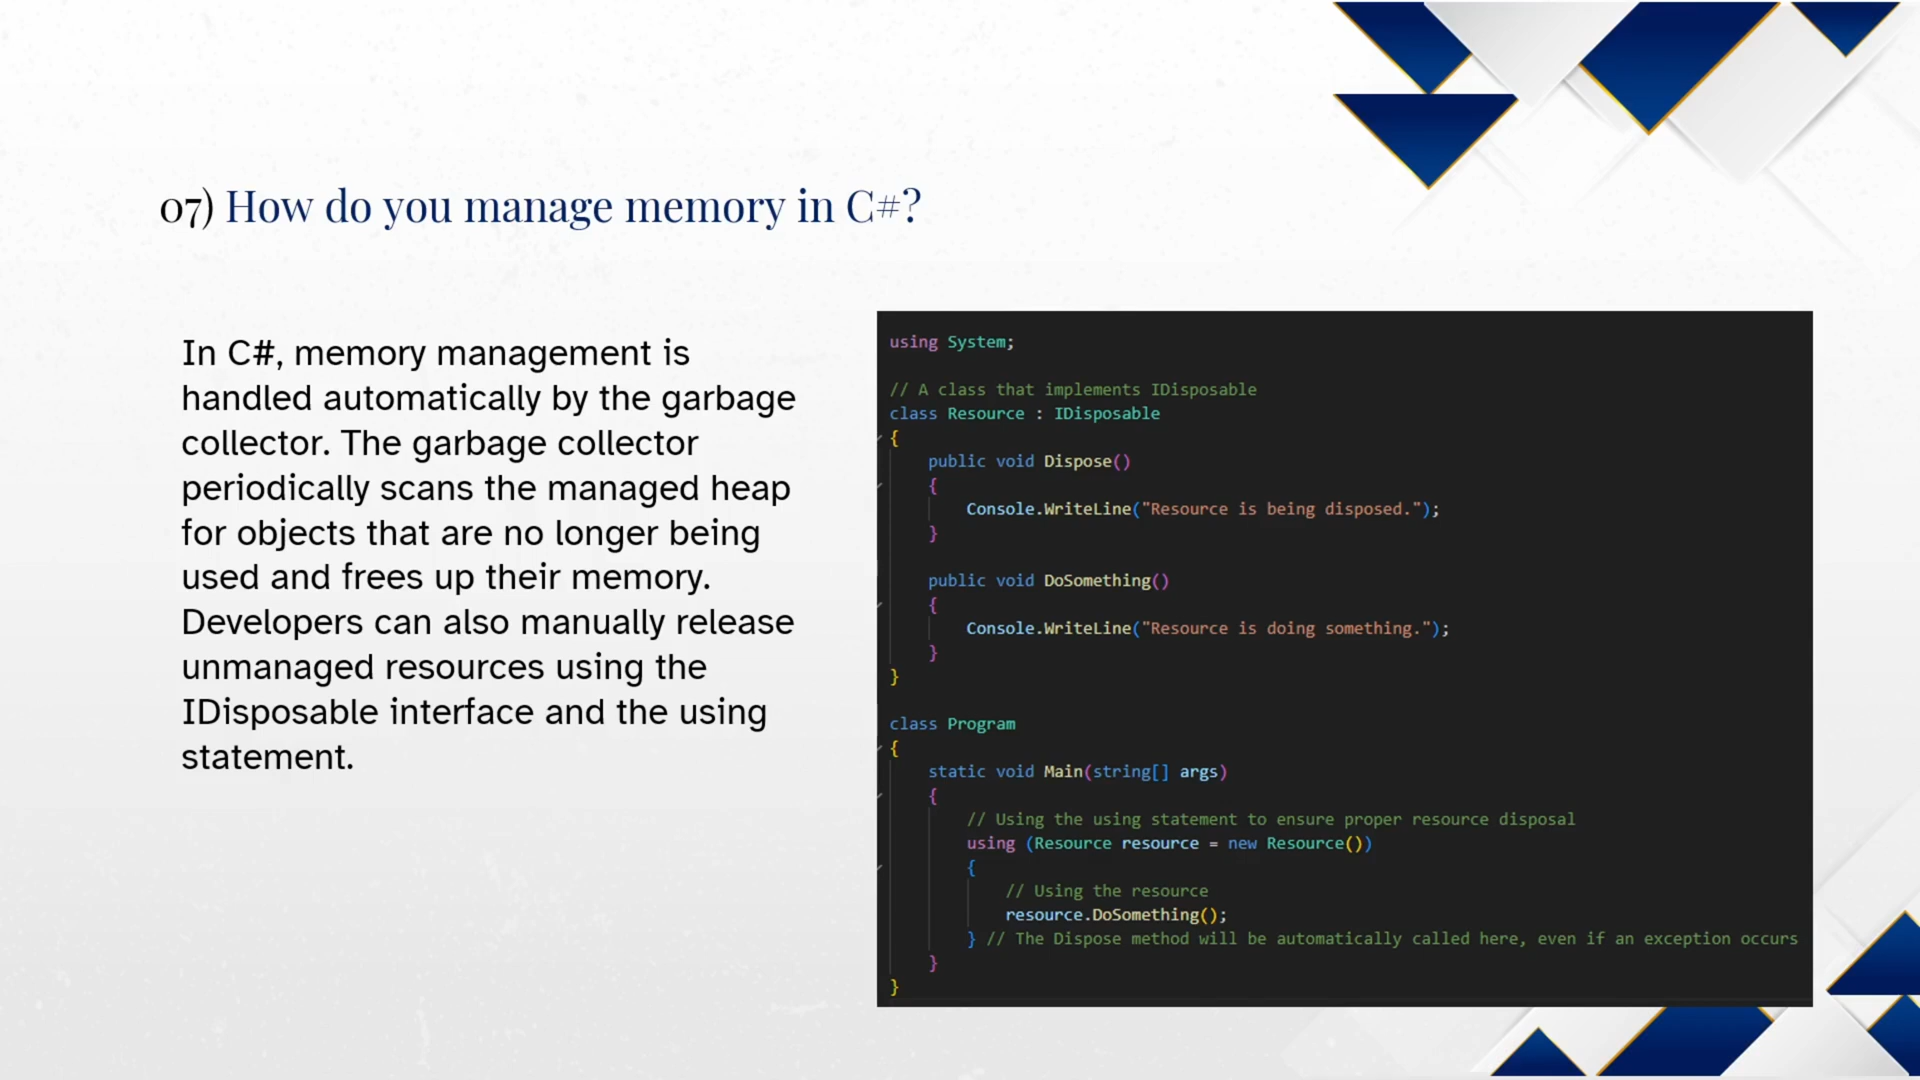 07) How do you manage memory in C#?
In C#, memory management is
handled automatically by the garbage
collector. The garbage collector
periodically scans the managed heap
for objects that are no longer being
used and frees up their memory.
Developers can also manually release
unmanaged resources using the
IDisposable interface and the using
statement.
using System;
// A class that implements IDisposable
class Resource : IDisposable
{
    public void Dispose()
    {
        Console.WriteLine("Resource is being disposed.");
    }
    public void DoSomething()
    {
        Console.WriteLine("Resource is doing something.");
    }
}
class Program
{
    static void Main(string[] args)
    {
        // Using the using statement to ensure proper resource disposal
        using (Resource resource = new Resource())
        {
            // Using the resource
            resource.DoSomething();
        } // The Dispose method will be automatically called here, even if an exception occurs
    }
}